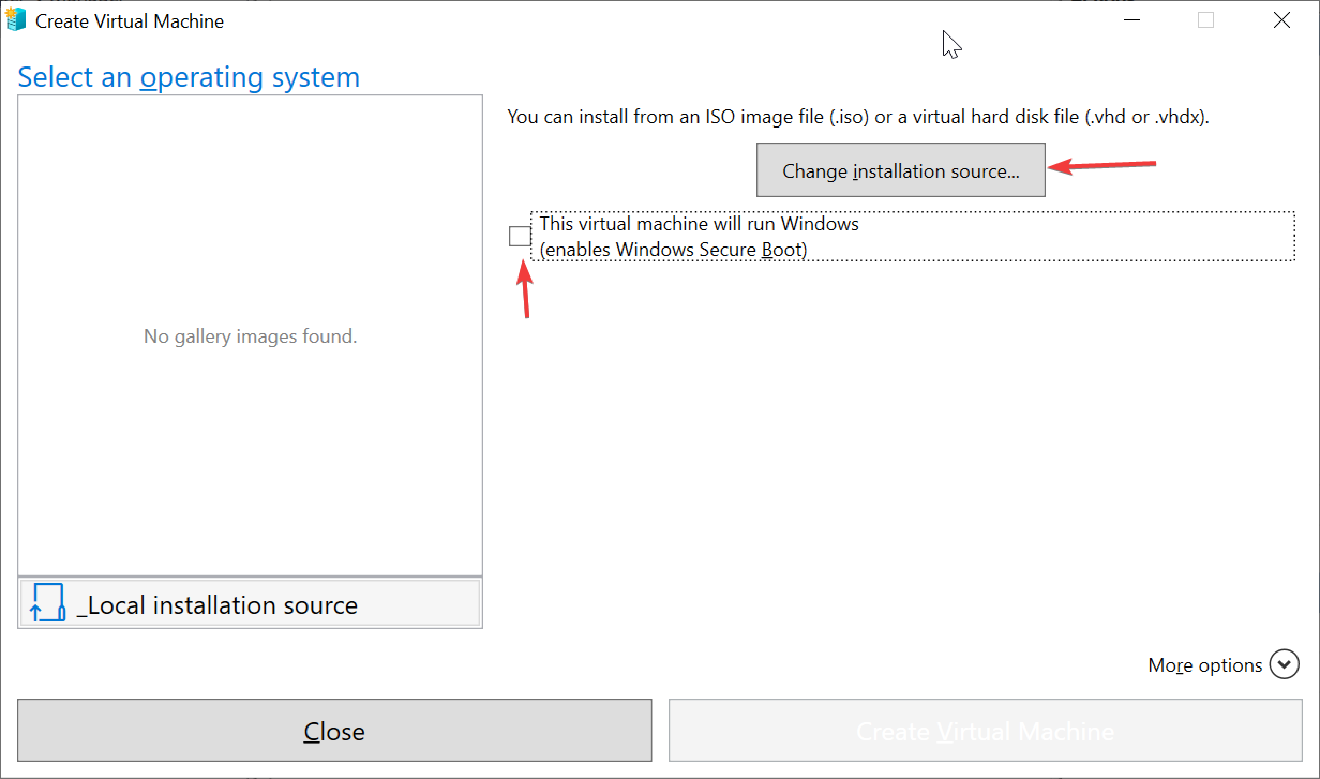 Create Virtual Machine
Select an operating system
You can install from an ISO image file (.iso) or a virtual hard disk file (.vhd or .vhdx).
Change installation source...
This virtual machine will run Windows
(enables Windows Secure Boot)
No gallery images found.
_Local installation source
More options
Close
Create Virtual Machine